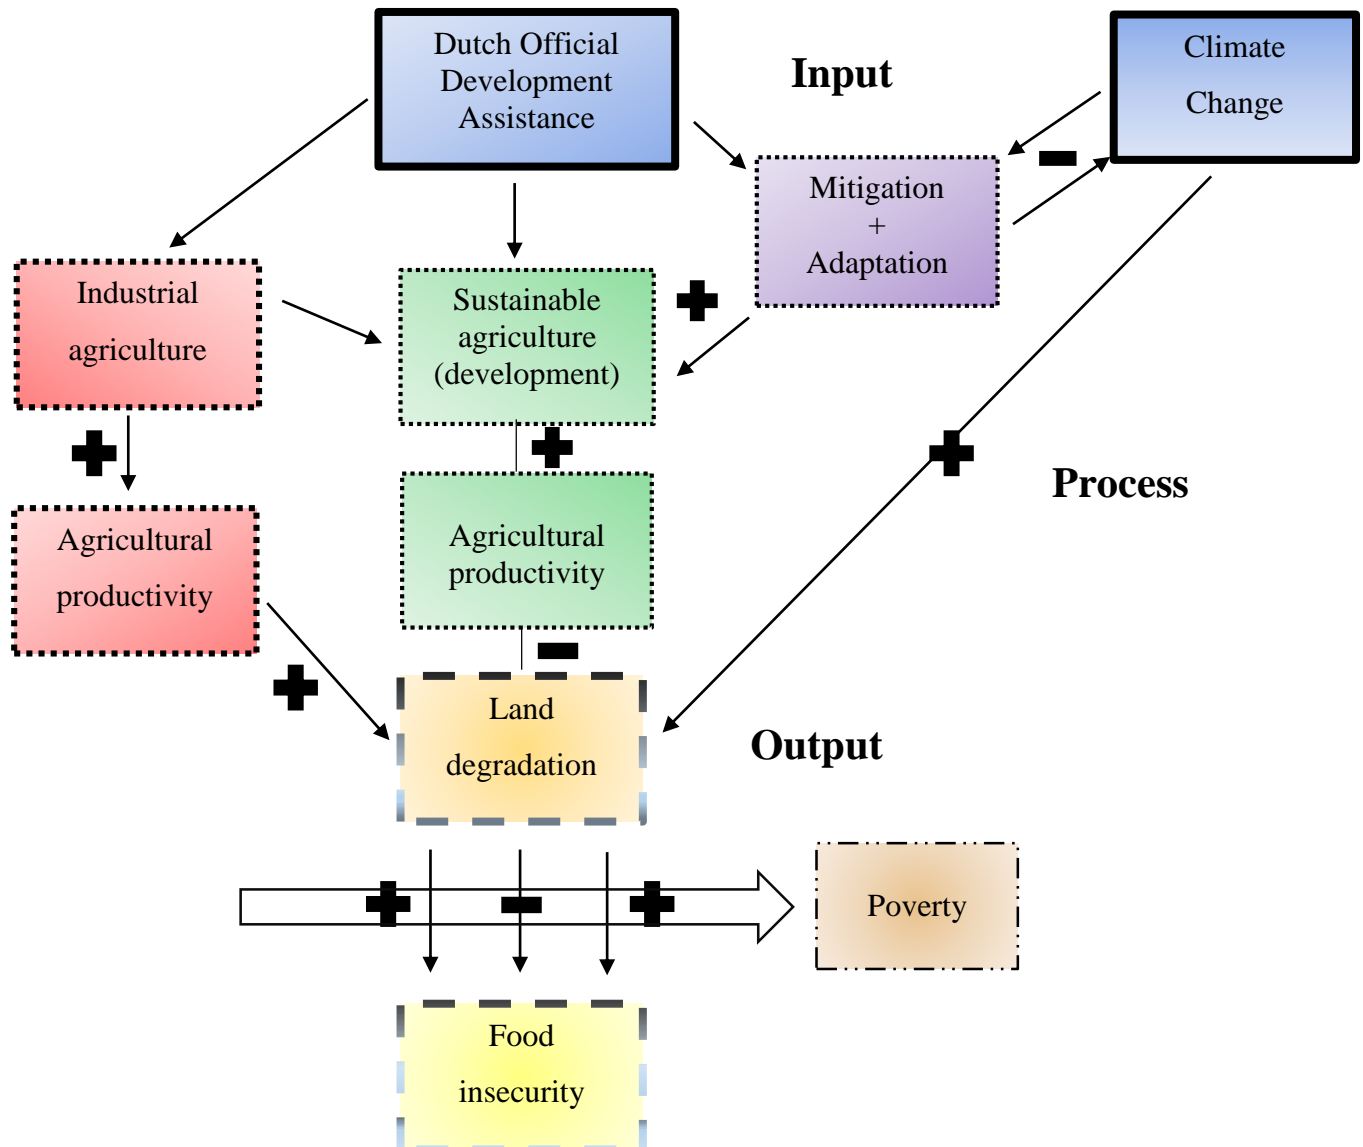 Dutch Official
Development
Assistance
Input
Climate
Change
Mitigation
+
Adaptation
Industrial
agriculture
Sustainable
agriculture
(development)
Process
Agricultural
productivity
Agricultural
productivity
Land
degradation
Output
Poverty
Food
insecurity